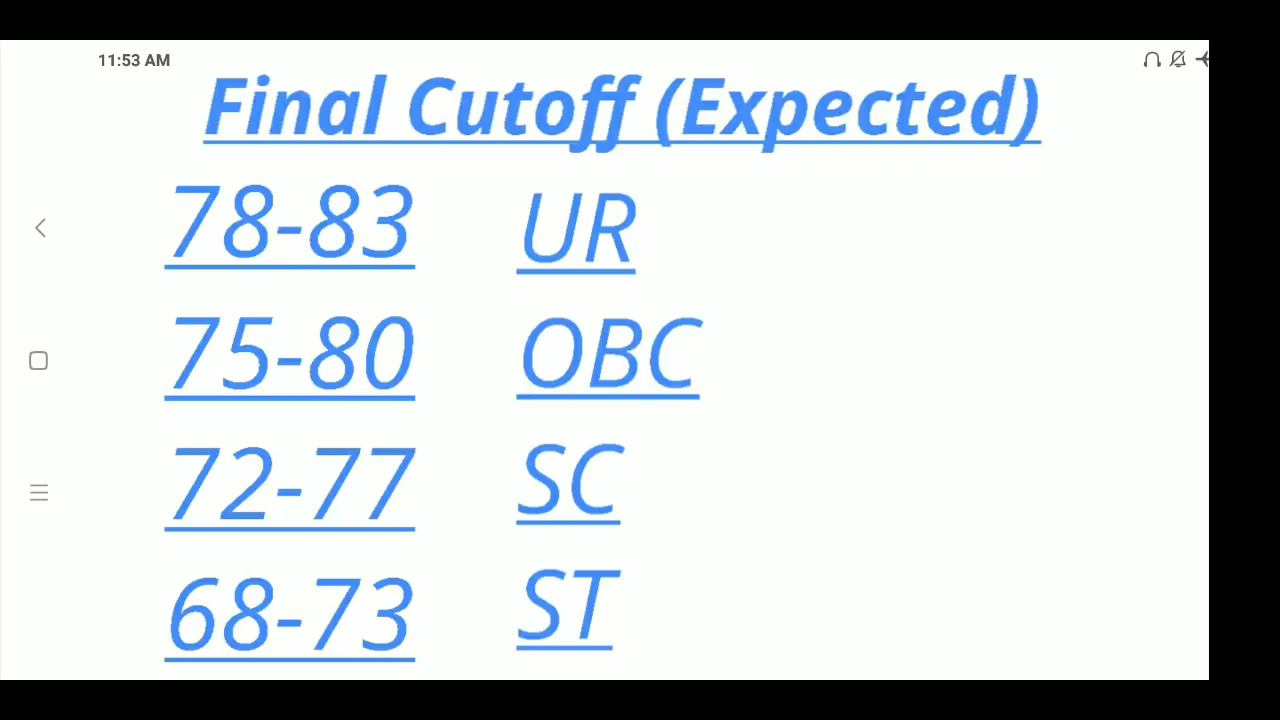 11:53 AM
Final Cutoff (Expected)
78-83 UR
75-80 OBC
72-77 SC
68-73 ST